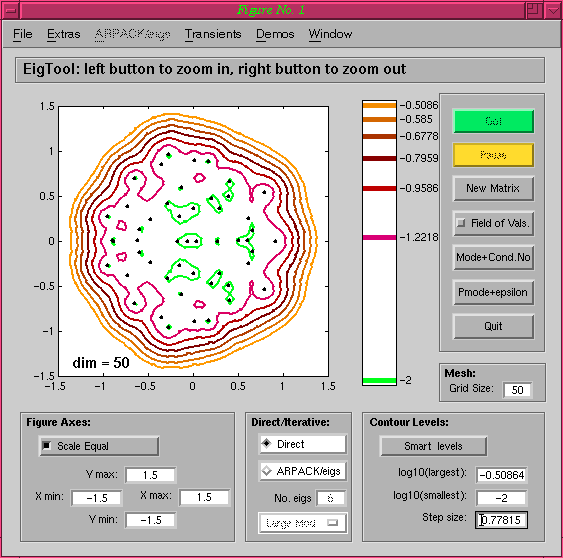 Figure No. 1
File Extras ARPACK/eigs Transients Demos Window
EigTool: left button to zoom in, right button to zoom out
1.5
1
0.5
0
−0.5
−1
−1.5
−1.5 −1 −0.5 0 0.5 1 1.5
dim = 50
−0.5086
−0.585
−0.6778
−0.7959
−0.9586
−1.2218
−2
Go!
Pause
New Matrix
Field of Vals.
Mode+Cond.No
Pmode+epsilon
Quit
Mesh:
Grid Size: 50
Figure Axes:
Scale Equal
Y max: 1.5
X min: −1.5 X max: 1.5
Y min: −1.5
Direct/Iterative:
Direct
ARPACK/eigs
No. eigs 6
Large Mod
Contour Levels:
Smart levels
log10(largest): −0.50864
log10(smallest): −2
Step size: 0.77815